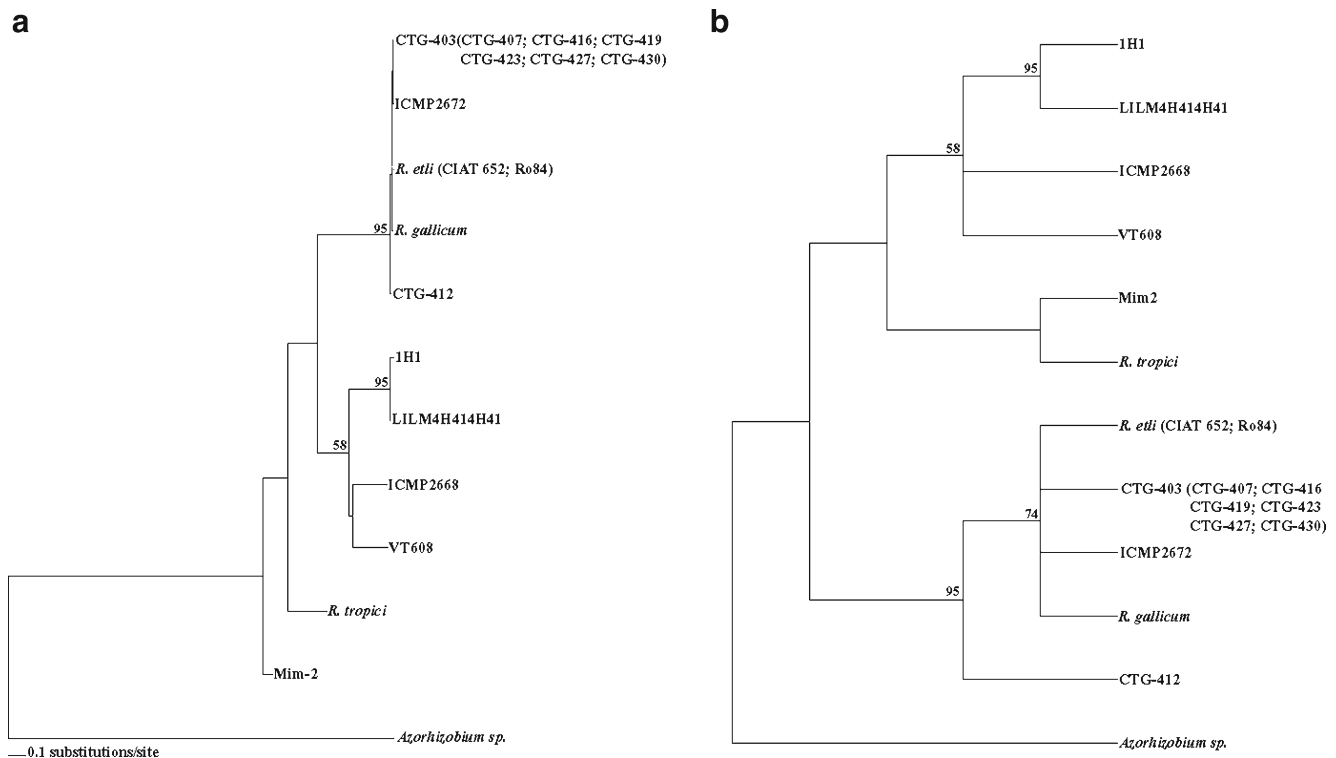 a
CTG-403(CTG-407; CTG-416; CTG-419
CTG-423; CTG-427; CTG-430)
ICMP2672
R. etli (CIAT 652; Ro84)
95
R. gallicum
CTG-412
1H1
95
LILM4H414H41
58
ICMP2668
VT608
R. tropici
Mim-2
Azorhizobium sp.
0.1 substitutions/site
b
1H1
95
LILM4H414H41
58
ICMP2668
VT608
Mim2
R. tropici
R. etli (CIAT 652; Ro84)
CTG-403 (CTG-407; CTG-416
CTG-419; CTG-423
74
CTG-427; CTG-430)
ICMP2672
95
R. gallicum
CTG-412
Azorhizobium sp.